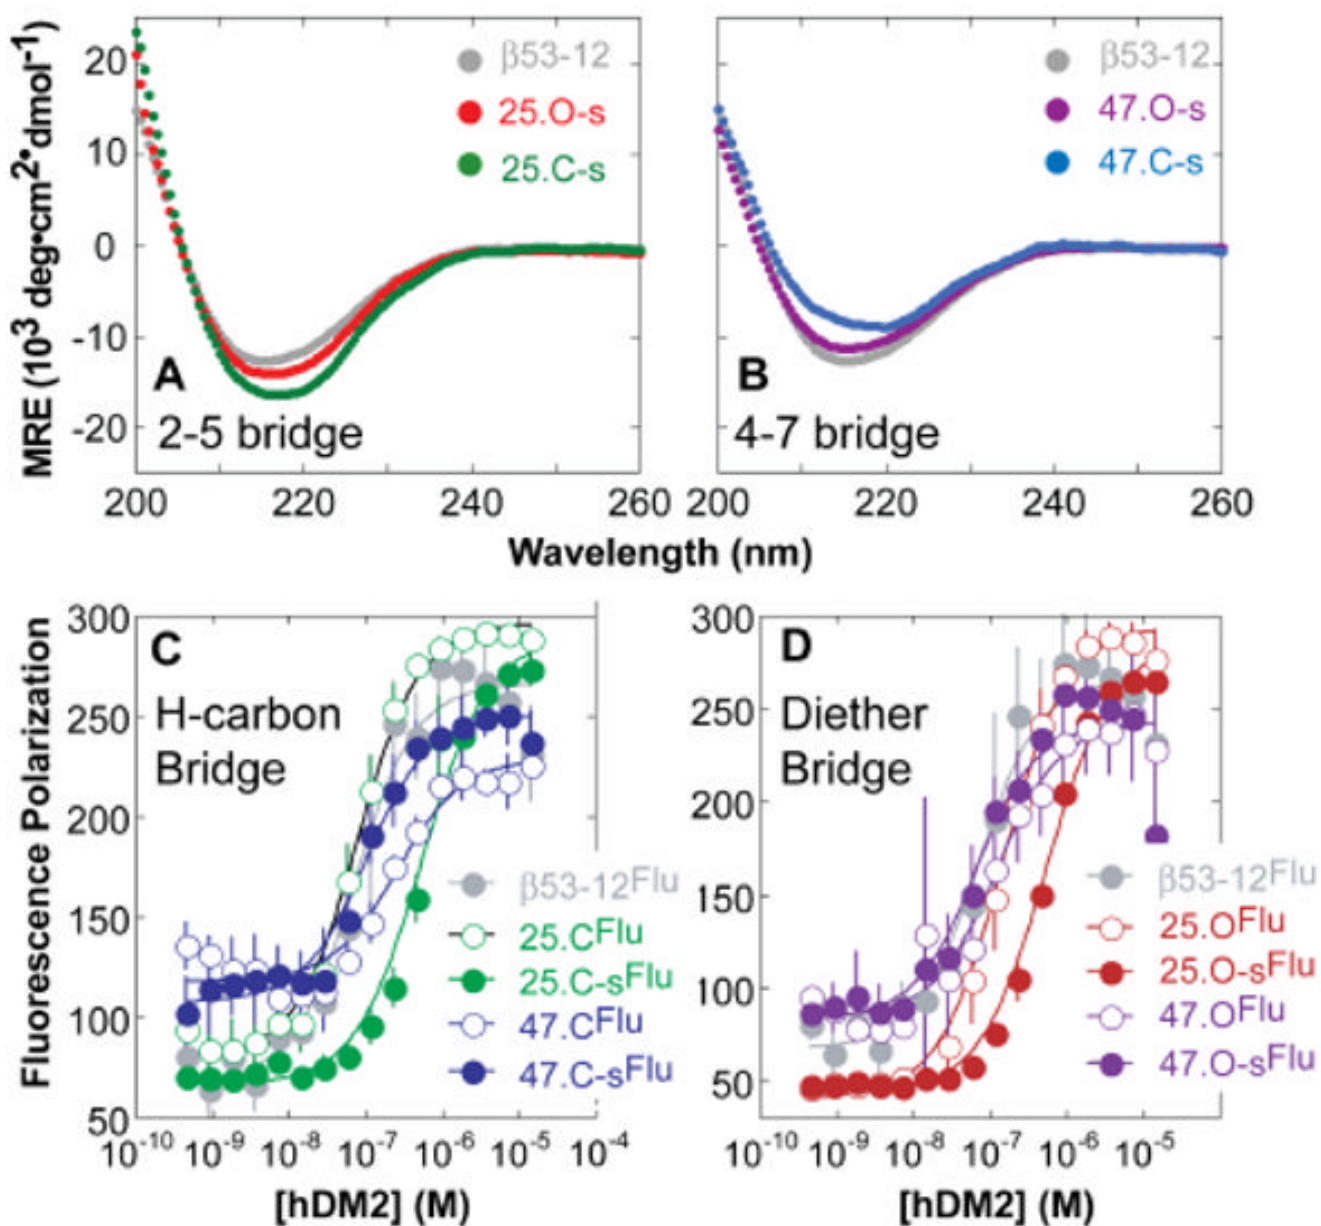 MRE (10³ deg•cm²•dmol⁻¹)
20
10
0
-10
-20
β53-12
25.O-s
25.C-s
A
2-5 bridge
200
220
240
260
β53-12
47.O-s
47.C-s
B
4-7 bridge
200
220
240
260
Wavelength (nm)
Fluorescence Polarization
300
250
200
150
100
50
C
H-carbon
Bridge
β53-12Flu
25.CFlu
25.C-sFlu
47.CFlu
47.C-sFlu
10⁻¹⁰ 10⁻⁹ 10⁻⁸ 10⁻⁷ 10⁻⁶ 10⁻⁵ 10⁻⁴
[hDM2] (M)
300
250
200
150
100
50
D
Diether
Bridge
β53-12Flu
25.OFlu
25.O-sFlu
47.OFlu
47.O-sFlu
10⁻¹⁰ 10⁻⁹ 10⁻⁸ 10⁻⁷ 10⁻⁶ 10⁻⁵
[hDM2] (M)